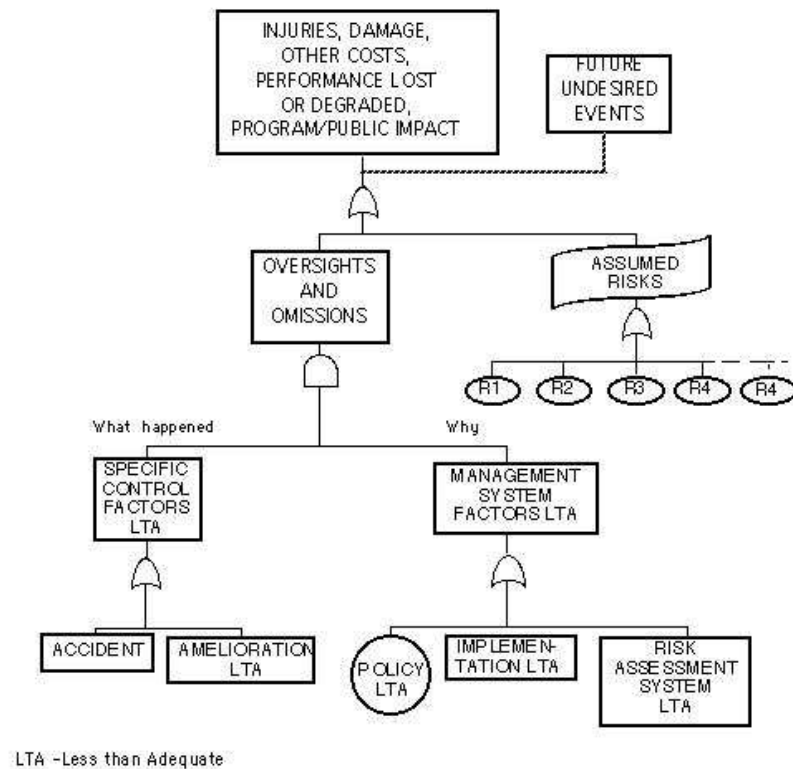 INJURIES, DAMAGE,
OTHER COSTS,
PERFORMANCE LOST
OR DEGRADED,
PROGRAM/PUBLIC IMPACT
FUTURE
UNDESIRED
EVENTS
OVERSIGHTS
AND
OMISSIONS
ASSUMED
RISKS
R1
R2
R3
R4
R4
What happened
Why
SPECIFIC
CONTROL
FACTORS
LTA
MANAGEMENT
SYSTEM
FACTORS LTA
ACCIDENT
AMELIORATION
LTA
POLICY
LTA
IMPLEMEN-
TATION LTA
RISK
ASSESSMENT
SYSTEM
LTA
LTA -Less than Adequate